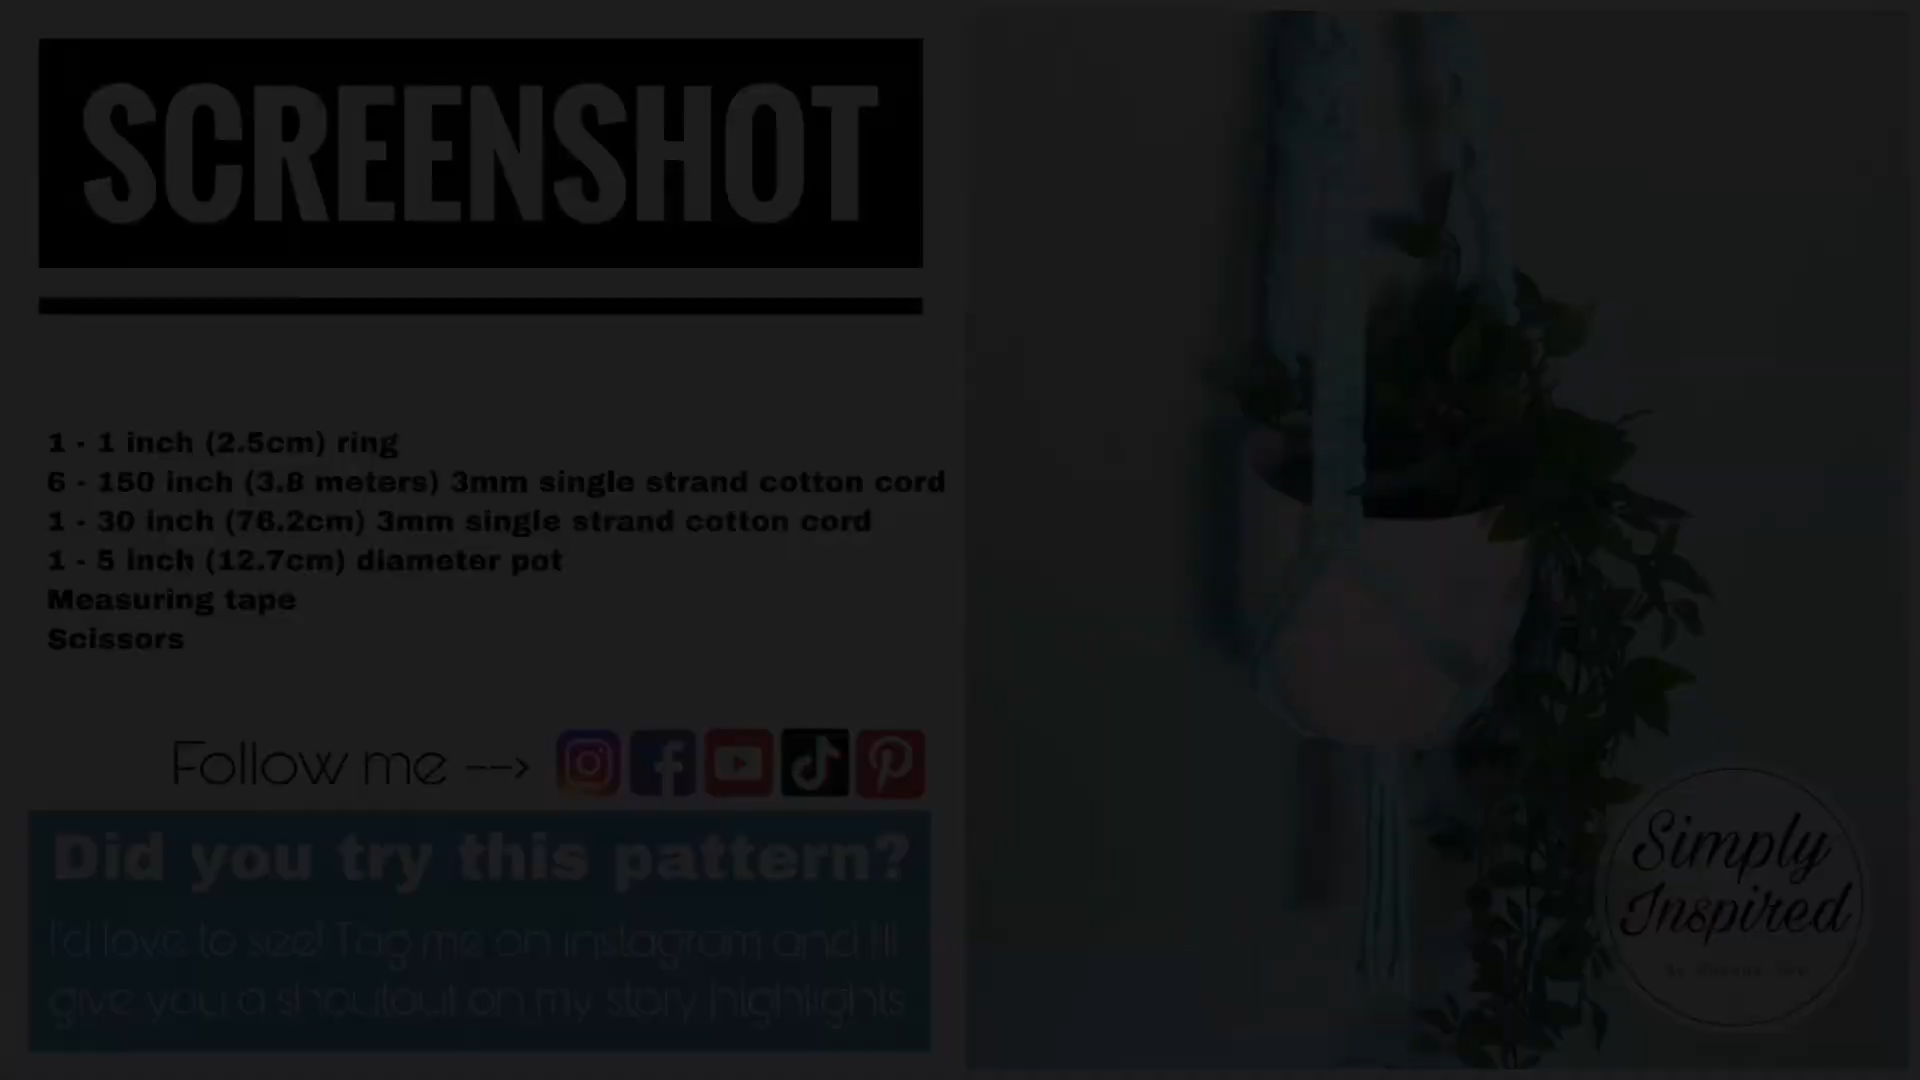 SCREENSHOT
1 - 1 inch (2.5cm) ring
6 - 150 inch (3.8 meters) 3mm single strand cotton cord
1 - 30 inch (76.2cm) 3mm single strand cotton cord
1 - 5 inch (12.7cm) diameter pot
Measuring tape
Scissors
Follow me -->
Did you try this pattern?
I'd love to see! Tag me on instagram and I'll
give you a shoutout on my story highlights
Simply
Inspired